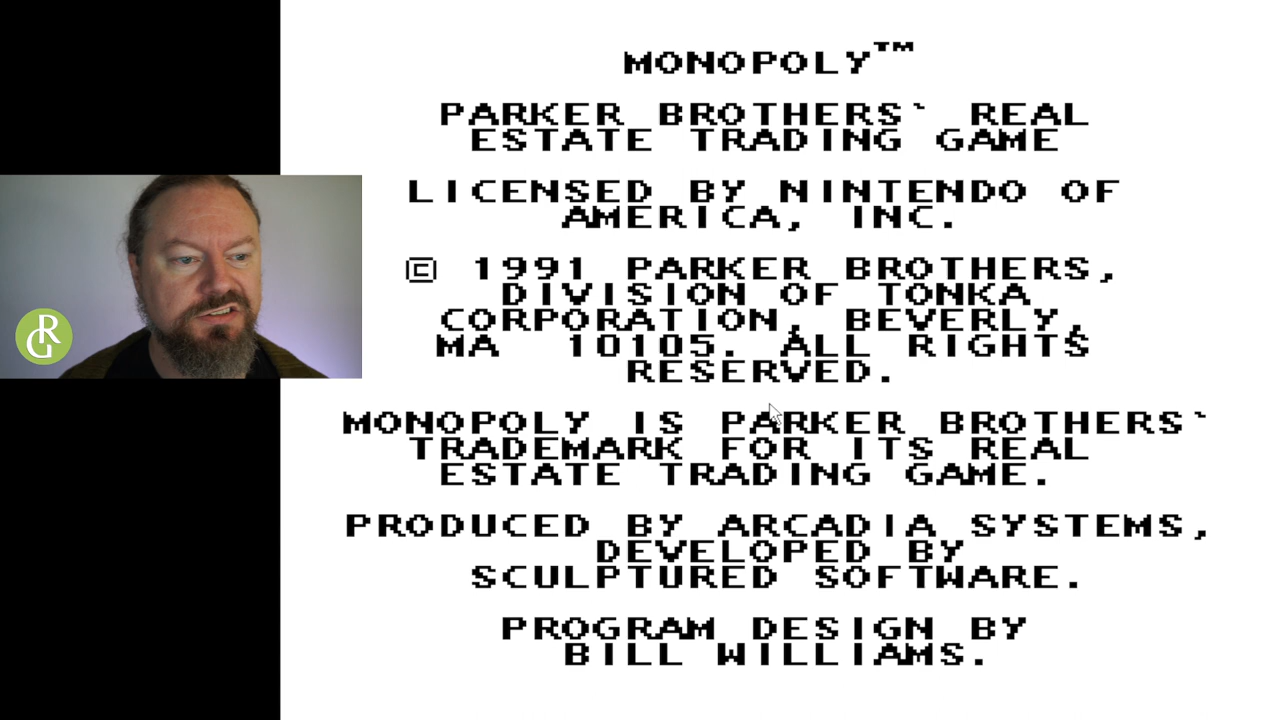 MONOPOLY™
PARKER BROTHERS` REAL
ESTATE TRADING GAME
LICENSED BY NINTENDO OF
AMERICA, INC.
© 1991 PARKER BROTHERS,
DIVISION OF TONKA
CORPORATION, BEVERLY,
MA 10105. ALL RIGHTS
RESERVED.
MONOPOLY IS PARKER BROTHERS`
TRADEMARK FOR ITS REAL
ESTATE TRADING GAME.
PRODUCED BY ARCADIA SYSTEMS,
DEVELOPED BY
SCULPTURED SOFTWARE.
PROGRAM DESIGN BY
BILL WILLIAMS.
RG